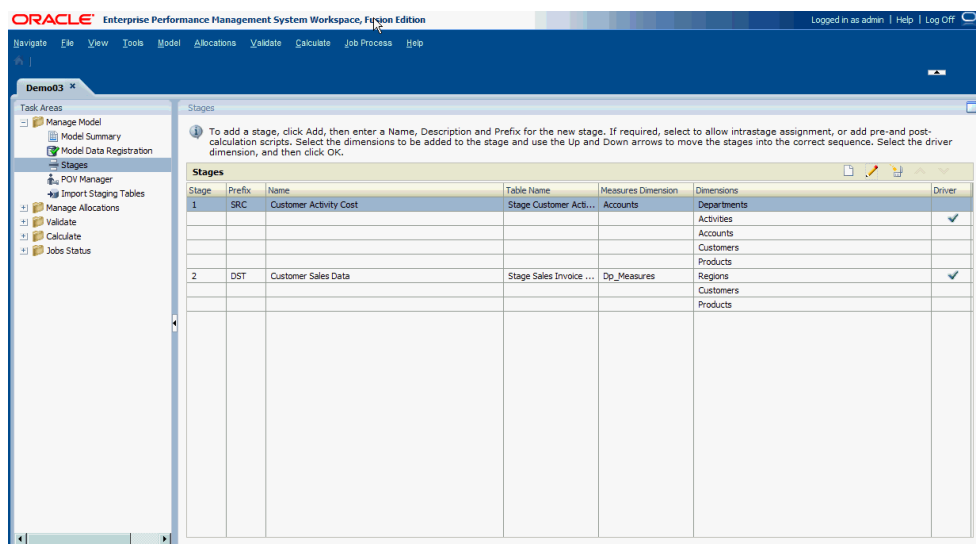 ORACLE Enterprise Performance Management System Workspace, Fusion Edition
Logged in as admin | Help | Log Off
Navigate File View Tools Model Allocations Validate Calculate Job Process Help
Demo03
Task Areas
Manage Model
Model Summary
Model Data Registration
Stages
POV Manager
Import Staging Tables
Manage Allocations
Validate
Calculate
Jobs Status
Stages
To add a stage, click Add, then enter a Name, Description and Prefix for the new stage. If required, select to allow intrastage assignment, or add pre-and post-
calculation scripts. Select the dimensions to be added to the stage and use the Up and Down arrows to move the stages into the correct sequence. Select the driver
dimension, and then click OK.
Stages
Stage Prefix Name Table Name Measures Dimension Dimensions Driver
1 SRC Customer Activity Cost Stage Customer Acti... Accounts Departments
Activities
Accounts
Customers
Products
2 DST Customer Sales Data Stage Sales Invoice ... Dp_Measures Regions
Customers
Products